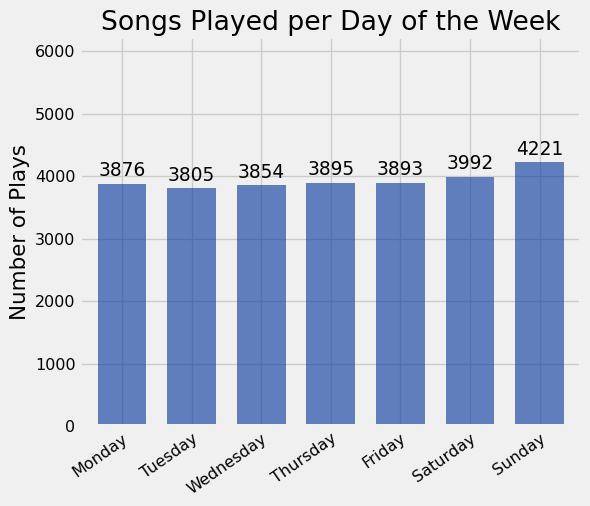 Songs Played per Day of the Week
Number of Plays
6000
5000
4000
3000
2000
1000
0
3876
3805
3854
3895
3893
3992
4221
Monday
Tuesday
Wednesday
Thursday
Friday
Saturday
Sunday